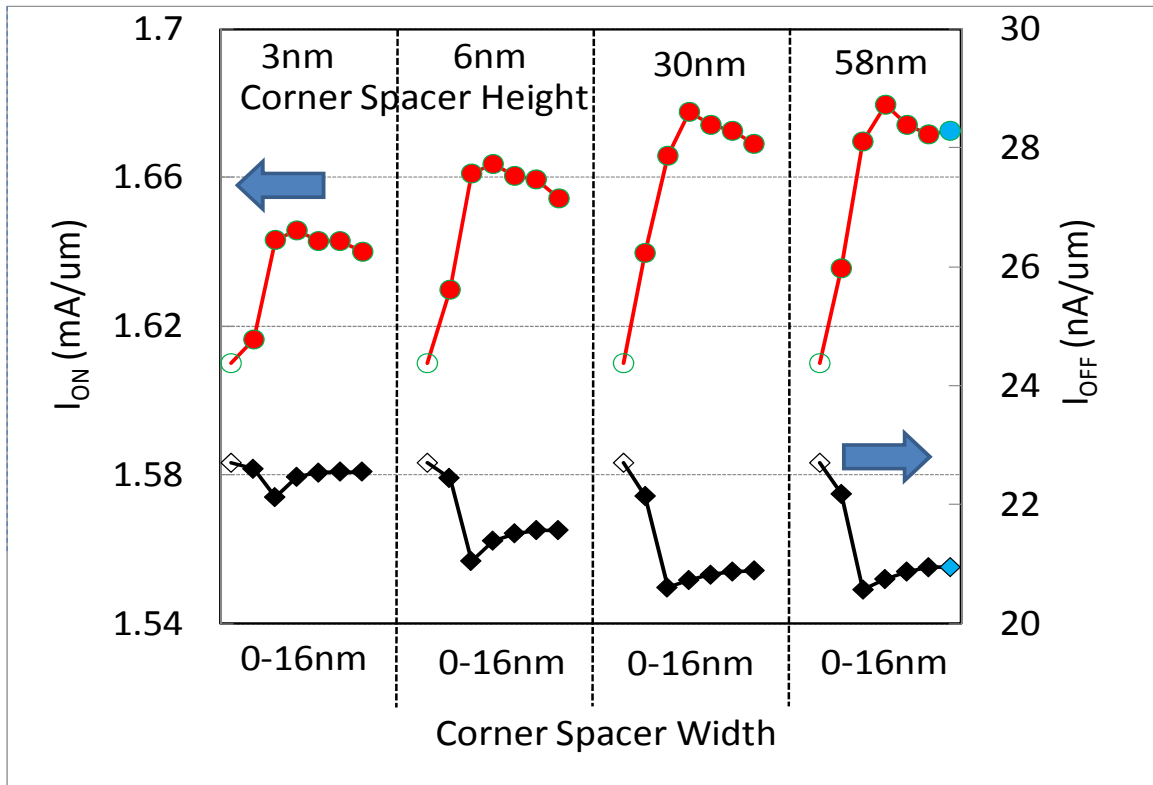 1.7
1.66
1.62
1.58
1.54
I_ON (mA/um)
3nm
6nm
30nm
58nm
Corner Spacer Height
30
28
26
24
22
20
I_OFF (nA/um)
0-16nm
0-16nm
0-16nm
0-16nm
Corner Spacer Width